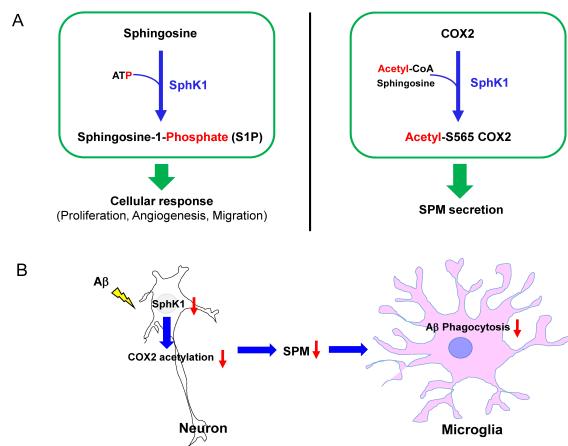 A
Sphingosine
ATP
SphK1
Sphingosine-1-Phosphate (S1P)
Cellular response
(Proliferation, Angiogenesis, Migration)
COX2
Acetyl-CoA
Sphingosine
SphK1
Acetyl-S565 COX2
SPM secretion
B
Aβ
SphK1
COX2 acetylation
Neuron
SPM
Aβ Phagocytosis
Microglia